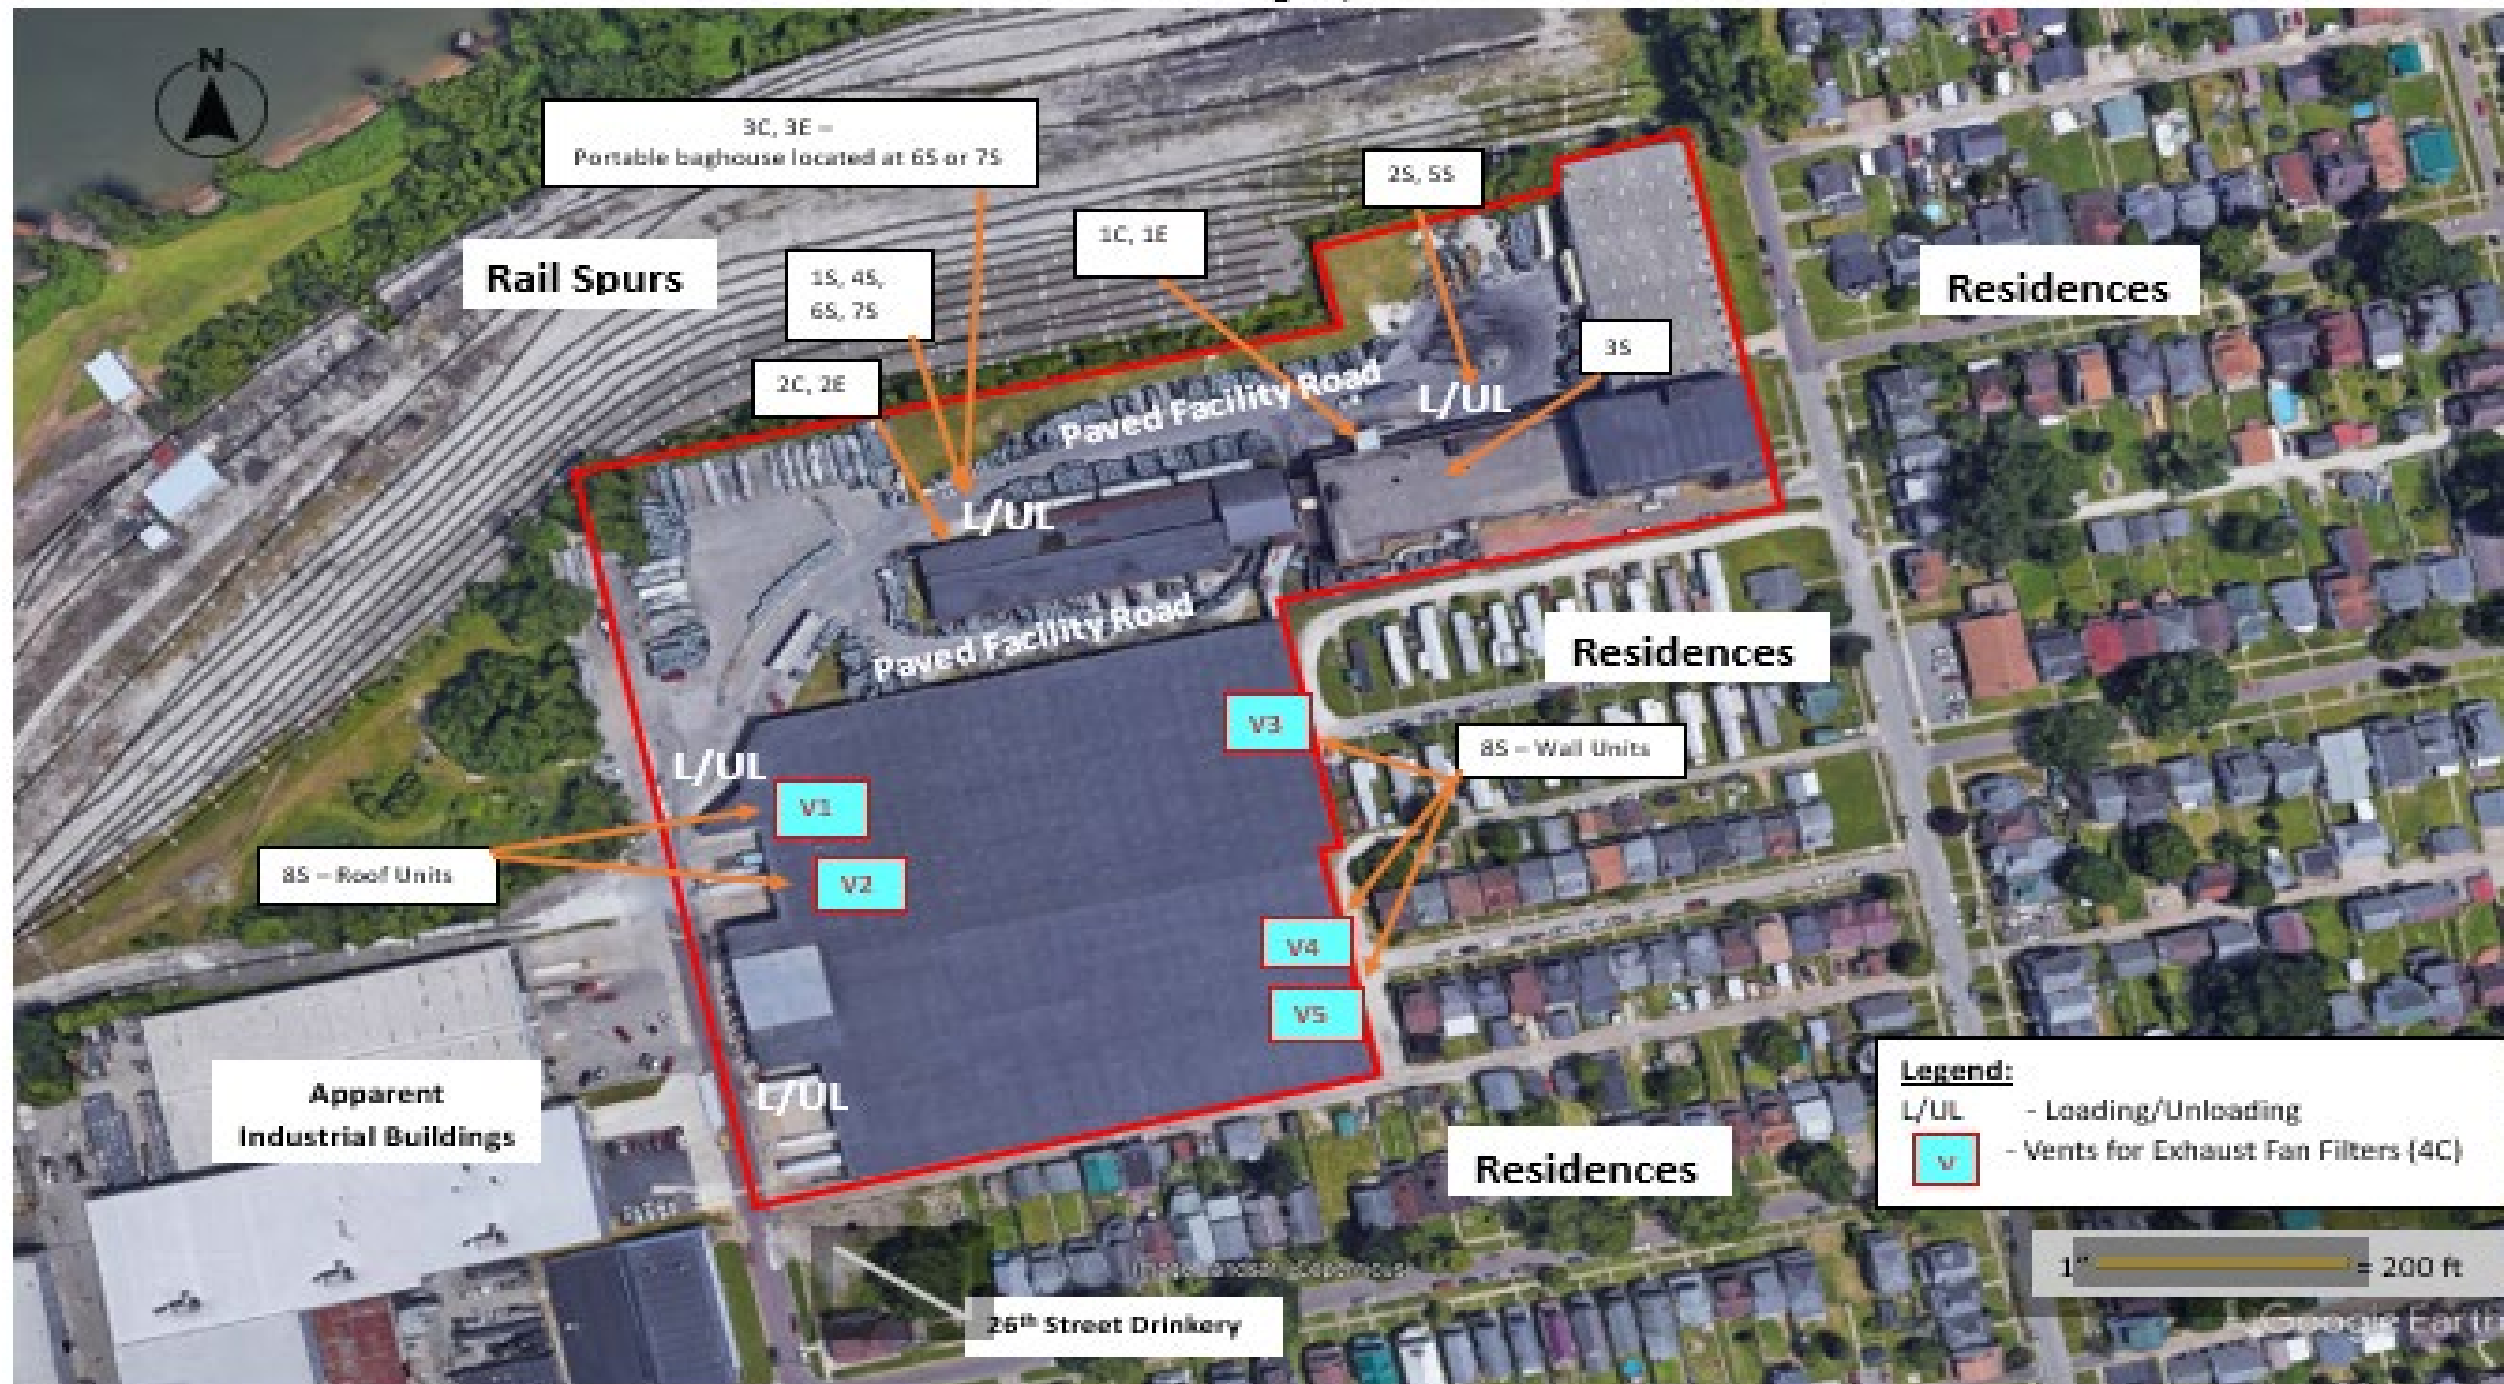 N
3C, 3E –
Portable baghouse located at 6S or 7S
2S, 5S
1C, 1E
Rail Spurs
1S, 4S,
6S, 7S
Residences
3S
2C, 2E
Paved Facility Road
L/UL
L/UL
Paved Facility Road
Residences
V3
8S – Wall Units
L/UL
V1
8S – Roof Units
V2
V4
V5
Apparent
Industrial Buildings
L/UL
Legend:
L/UL - Loading/Unloading
V - Vents for Exhaust Fan Filters (4C)
Residences
1" = 200 ft
26th Street Drinkery
Google Earth